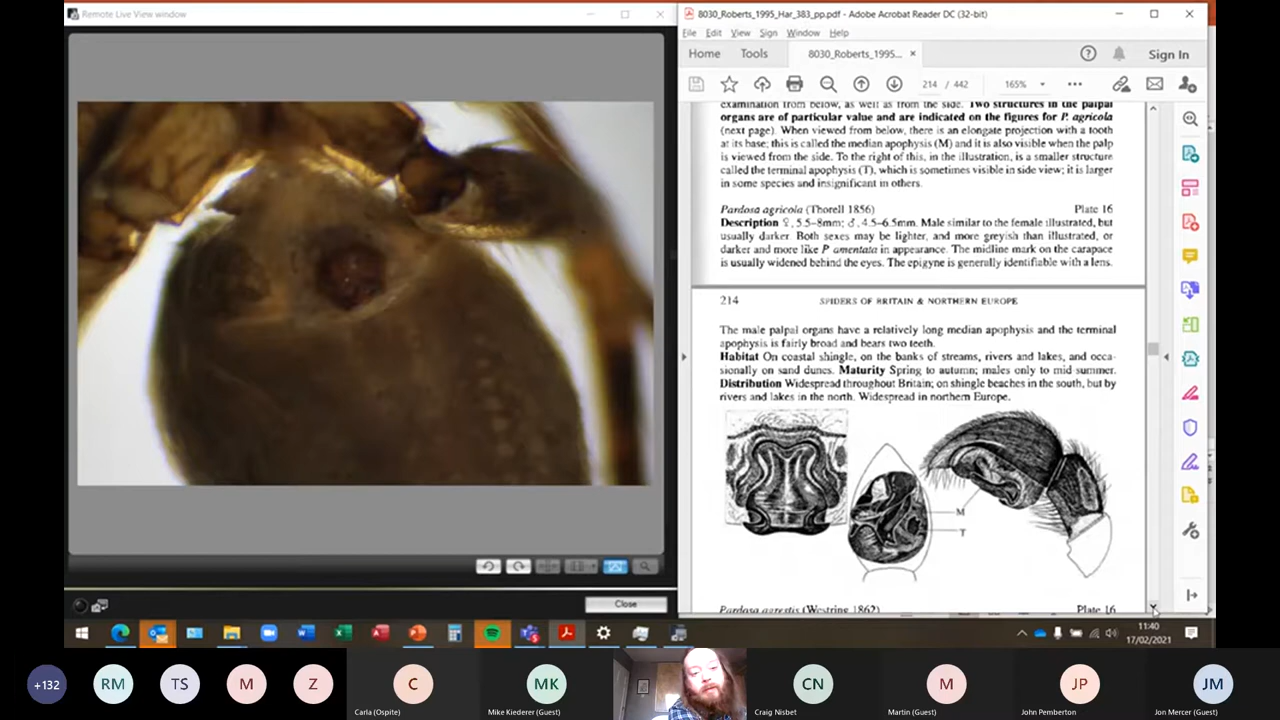 Remote Live View window
Close
8030_Roberts_1995_Har_383_pp.pdf - Adobe Acrobat Reader DC (32-bit)
File Edit View Sign Window Help
Home Tools 8030_Roberts_1995... × Sign In
214 / 442 165%
examination from below, as well as from the side. Two structures in the palpal
organs are of particular value and are indicated on the figures for P. agricola
(next page). When viewed from below, there is an elongate projection with a tooth
at its base; this is called the median apophysis (M) and it is also visible when the palp
is viewed from the side. To the right of this, in the illustration, is a smaller structure
called the terminal apophysis (T), which is sometimes visible in side view; it is larger
in some species and insignificant in others.
Pardosa agricola (Thorell 1856) Plate 16
Description ♀, 5.5–8mm; ♂, 4.5–6.5mm. Male similar to the female illustrated, but
usually darker. Both sexes may be lighter, and more greyish than illustrated, or
darker and more like P. amentata in appearance. The midline mark on the carapace
is usually widened behind the eyes. The epigyne is generally identifiable with a lens.
214 SPIDERS OF BRITAIN & NORTHERN EUROPE
The male palpal organs have a relatively long median apophysis and the terminal
apophysis is fairly broad and bears two teeth.
Habitat On coastal shingle, on the banks of streams, rivers and lakes, and occa-
sionally on sand dunes. Maturity Spring to autumn; males only to mid summer.
Distribution Widespread throughout Britain; on shingle beaches in the south, but by
rivers and lakes in the north. Widespread in northern Europe.
M
T
Pardosa agrestis (Westring 1862) Plate 16
11:40
17/02/2021
+132 RM TS M Z C MK CN M JP JM
Carla (Ospite) Mike Kiederer (Guest) Craig Nisbet Martin (Guest) John Pemberton Jon Mercer (Guest)